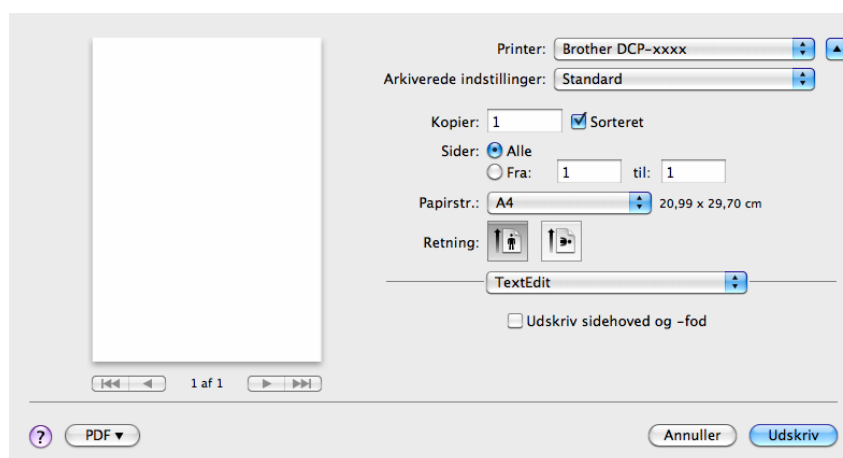 Printer: Brother DCP-xxxx
Arkiverede indstillinger: Standard
Kopier: 1 Sorteret
Sider: Alle
Fra: 1 til: 1
Papirstr.: A4 20,99 x 29,70 cm
Retning:
TextEdit
Udskriv sidehoved og -fod
1 af 1
? PDF Annuller Udskriv